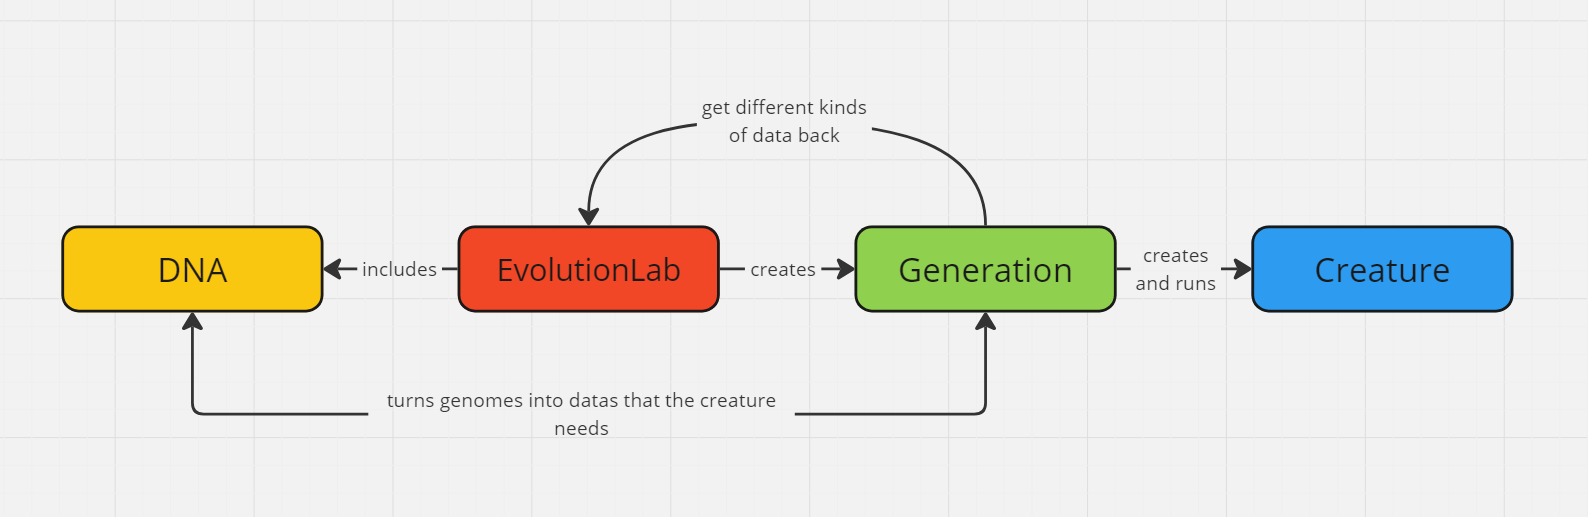 get different kinds
of data back
DNA
includes
EvolutionLab
creates
Generation
creates
and runs
Creature
turns genomes into datas that the creature
needs